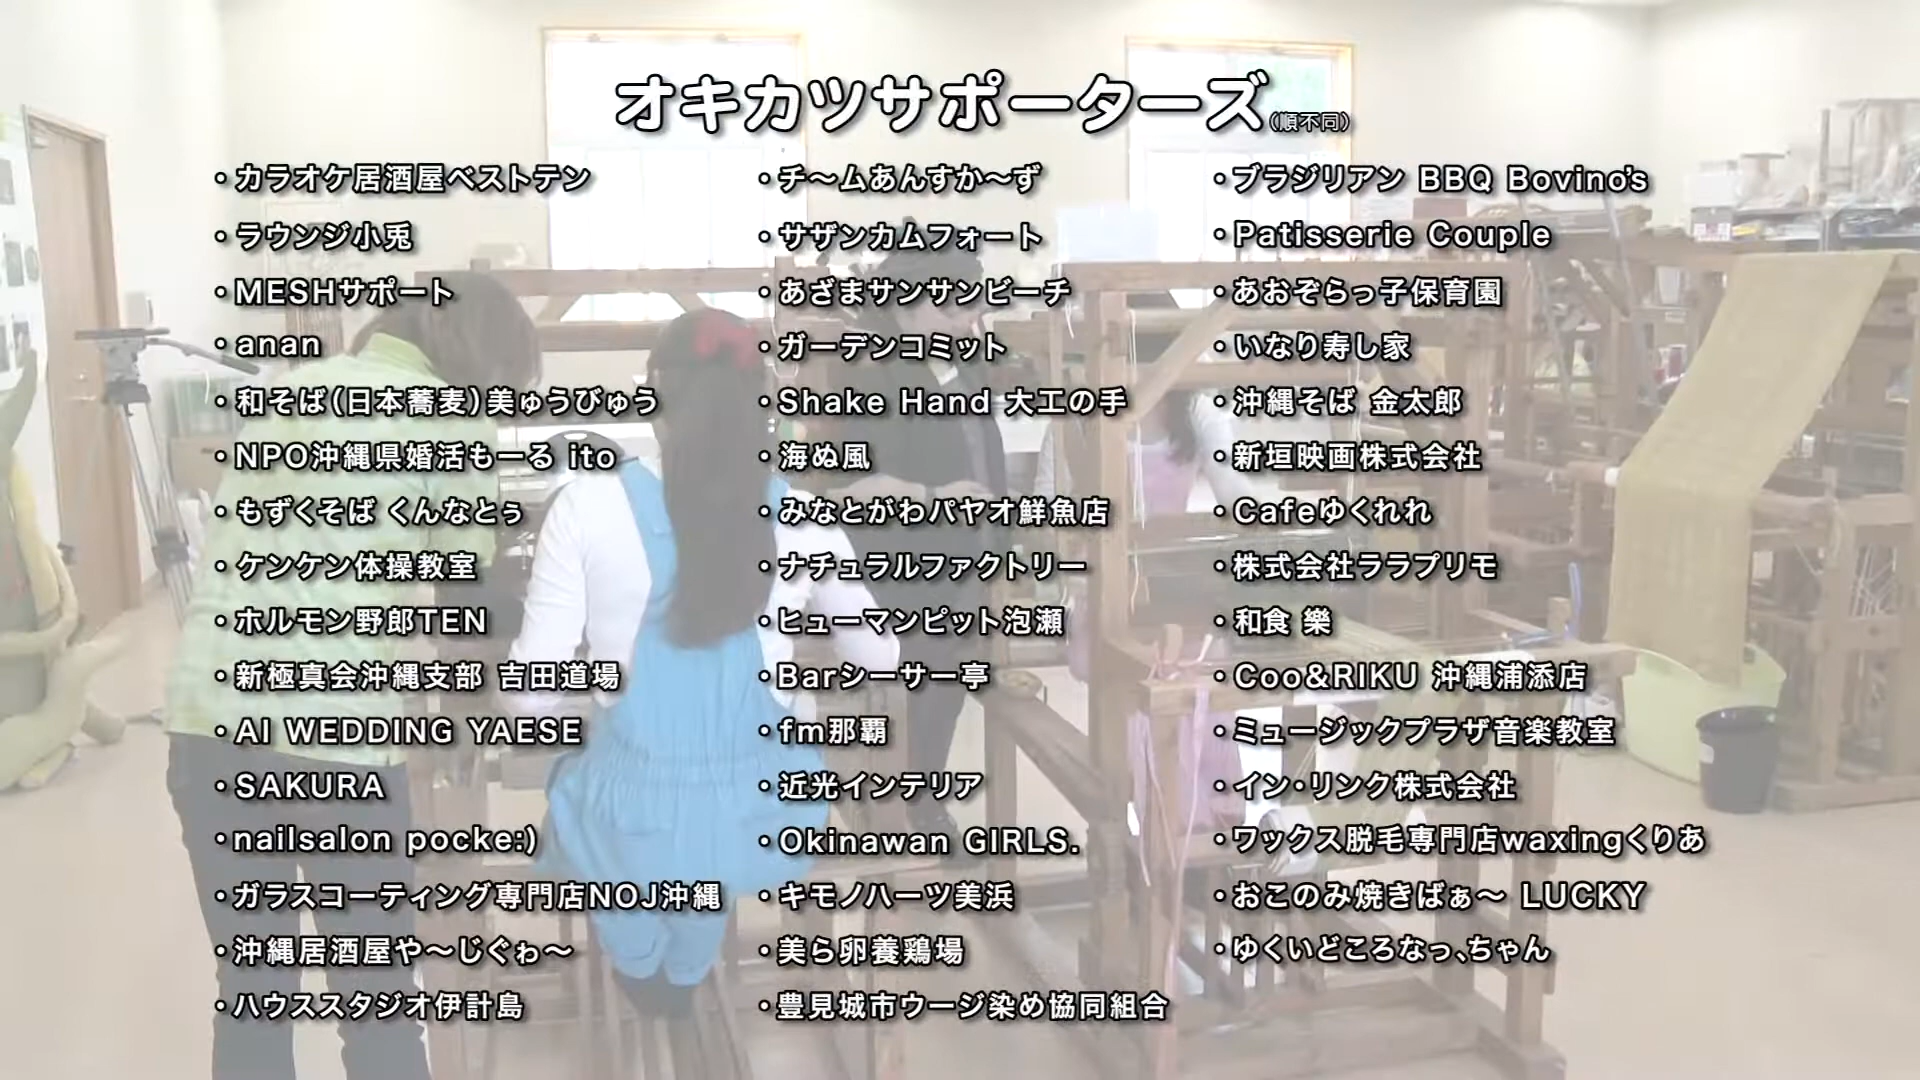 オキカツサポーターズ(順不同)
・カラオケ居酒屋ベストテン
・ラウンジ小兎
・MESHサポート
・anan
・和そば(日本蕎麦)美ゅうびゅう
・NPO沖縄県婚活もーる ito
・もずくそば くんなとぅ
・ケンケン体操教室
・ホルモン野郎TEN
・新極真会沖縄支部 吉田道場
・AI WEDDING YAESE
・SAKURA
・nailsalon pocke:)
・ガラスコーティング専門店NOJ沖縄
・沖縄居酒屋や〜じぐゎ〜
・ハウススタジオ伊計島
・チ〜ムあんすか〜ず
・サザンカムフォート
・あざまサンサンビーチ
・ガーデンコミット
・Shake Hand 大工の手
・海ぬ風
・みなとがわパヤオ鮮魚店
・ナチュラルファクトリー
・ヒューマンピット泡瀬
・Barシーサー亭
・fm那覇
・近光インテリア
・Okinawan GIRLS.
・キモノハーツ美浜
・美ら卵養鶏場
・豊見城市ウージ染め協同組合
・ブラジリアン BBQ Bovino's
・Patisserie Couple
・あおぞらっ子保育園
・いなり寿し家
・沖縄そば 金太郎
・新垣映画株式会社
・Cafeゆくれれ
・株式会社ララプリモ
・和食 樂
・Coo&RIKU 沖縄浦添店
・ミュージックプラザ音楽教室
・イン・リンク株式会社
・ワックス脱毛専門店waxingくりあ
・おこのみ焼きばぁ〜 LUCKY
・ゆくいどころなっ、ちゃん